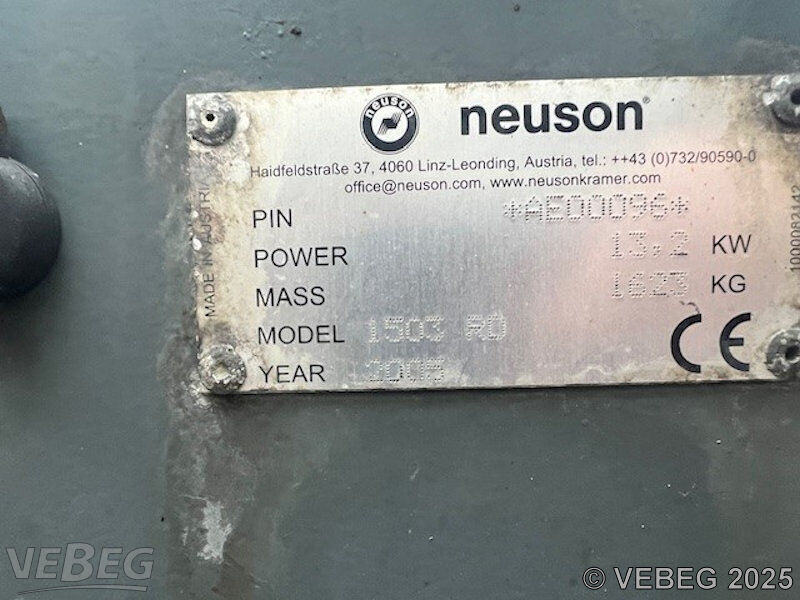 neuson
neuson®
Haidfeldstraße 37, 4060 Linz-Leonding, Austria, tel.: ++43 (0)732/90590-0
office@neuson.com, www.neusonkramer.com
PIN *AE00096*
POWER 13,2 KW
MASS 1623 KG
MODEL 1503 RD
YEAR 2005
CE
MADE IN AUSTRIA
1000082142
VEBEG
© VEBEG 2025